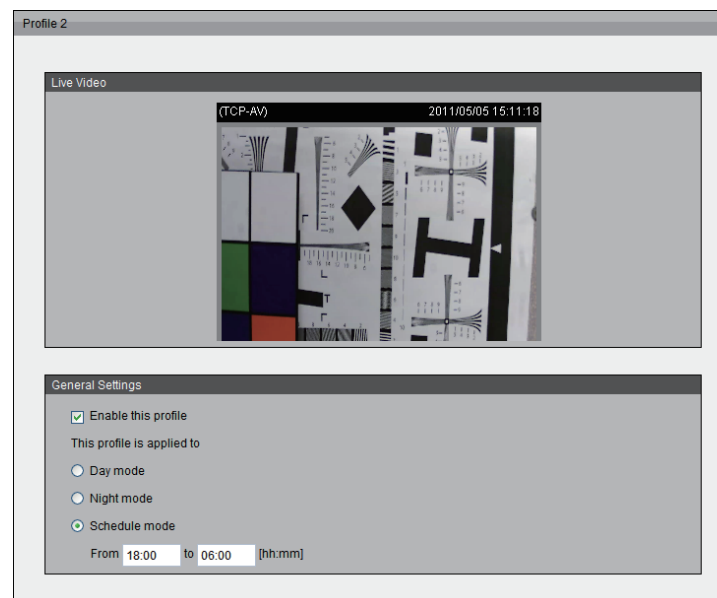 Profile 2
Live Video
(TCP-AV) 2011/05/05 15:11:18
General Settings
Enable this profile
This profile is applied to
Day mode
Night mode
Schedule mode
From 18:00 to 06:00 [hh:mm]